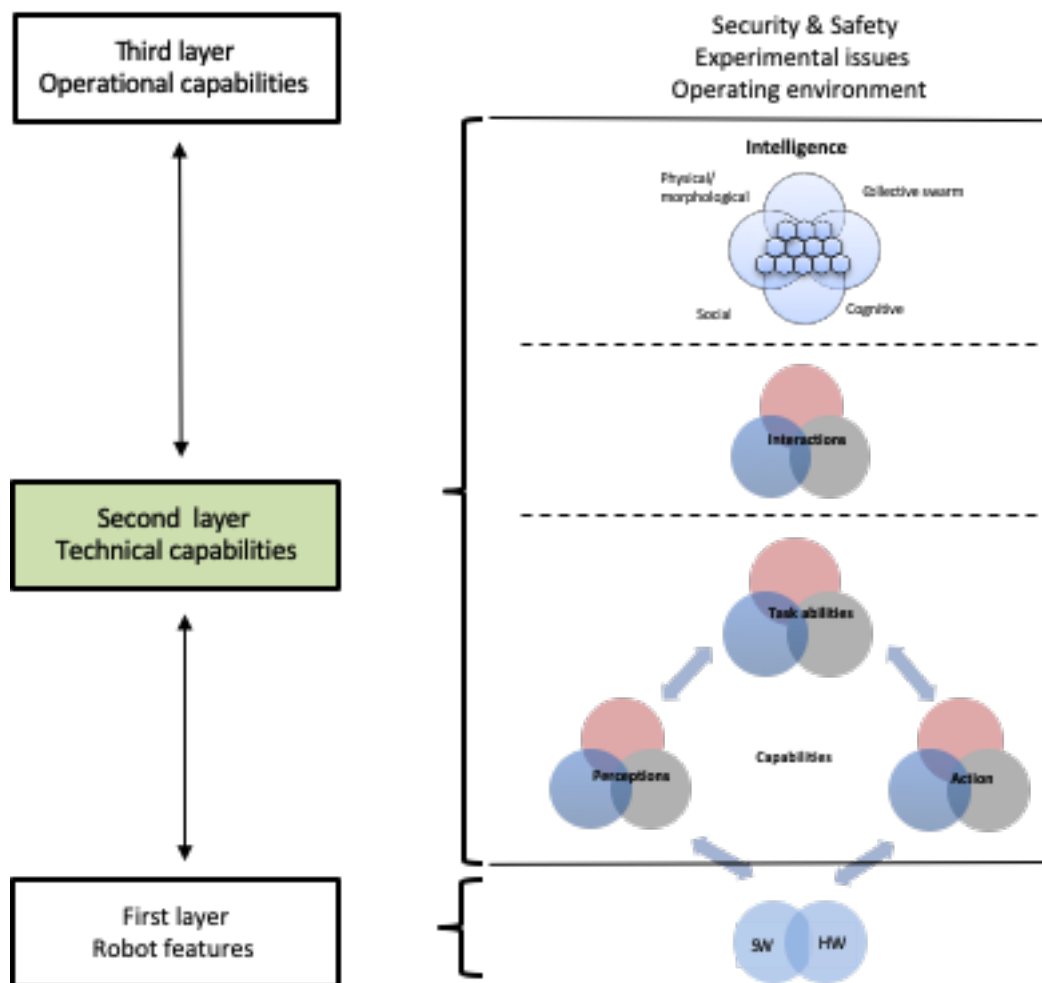 Third layer
Operational capabilities
Security & Safety
Experimental issues
Operating environment
Intelligence
Physical/
morphological
Collective swarm
Social
Cognitive
Interactions
Second layer
Technical capabilities
Task abilities
Perceptions
Capabilities
Action
First layer
Robot features
SW
HW